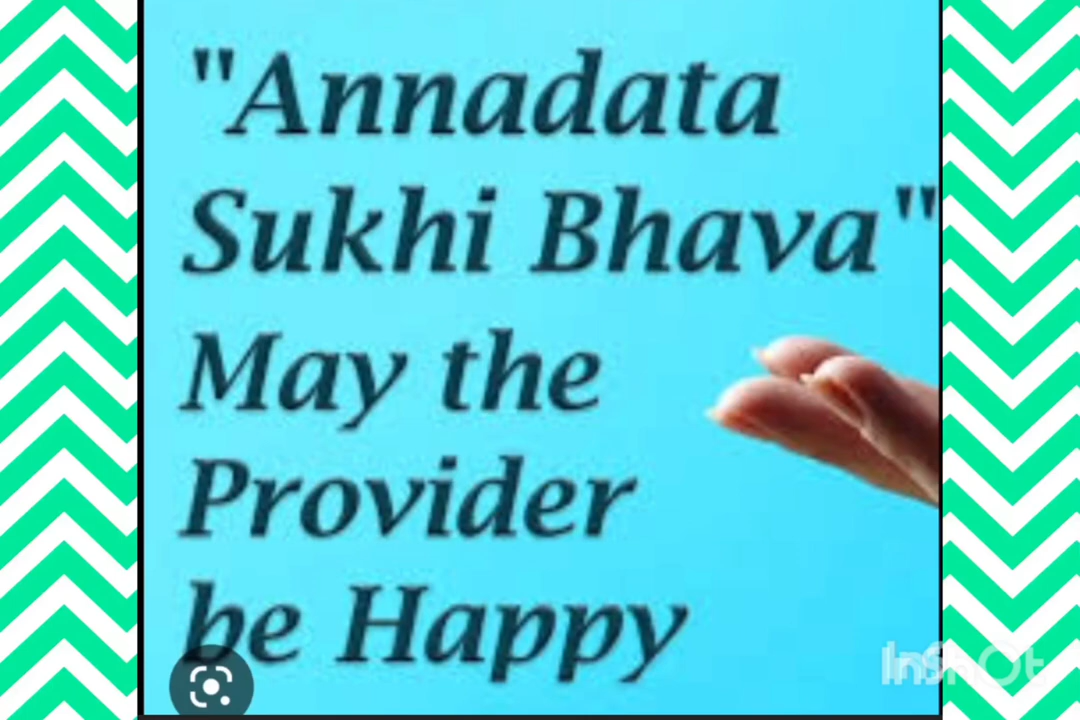 "Annadata
Sukhi Bhava"
May the
Provider
be Happy
InShOt